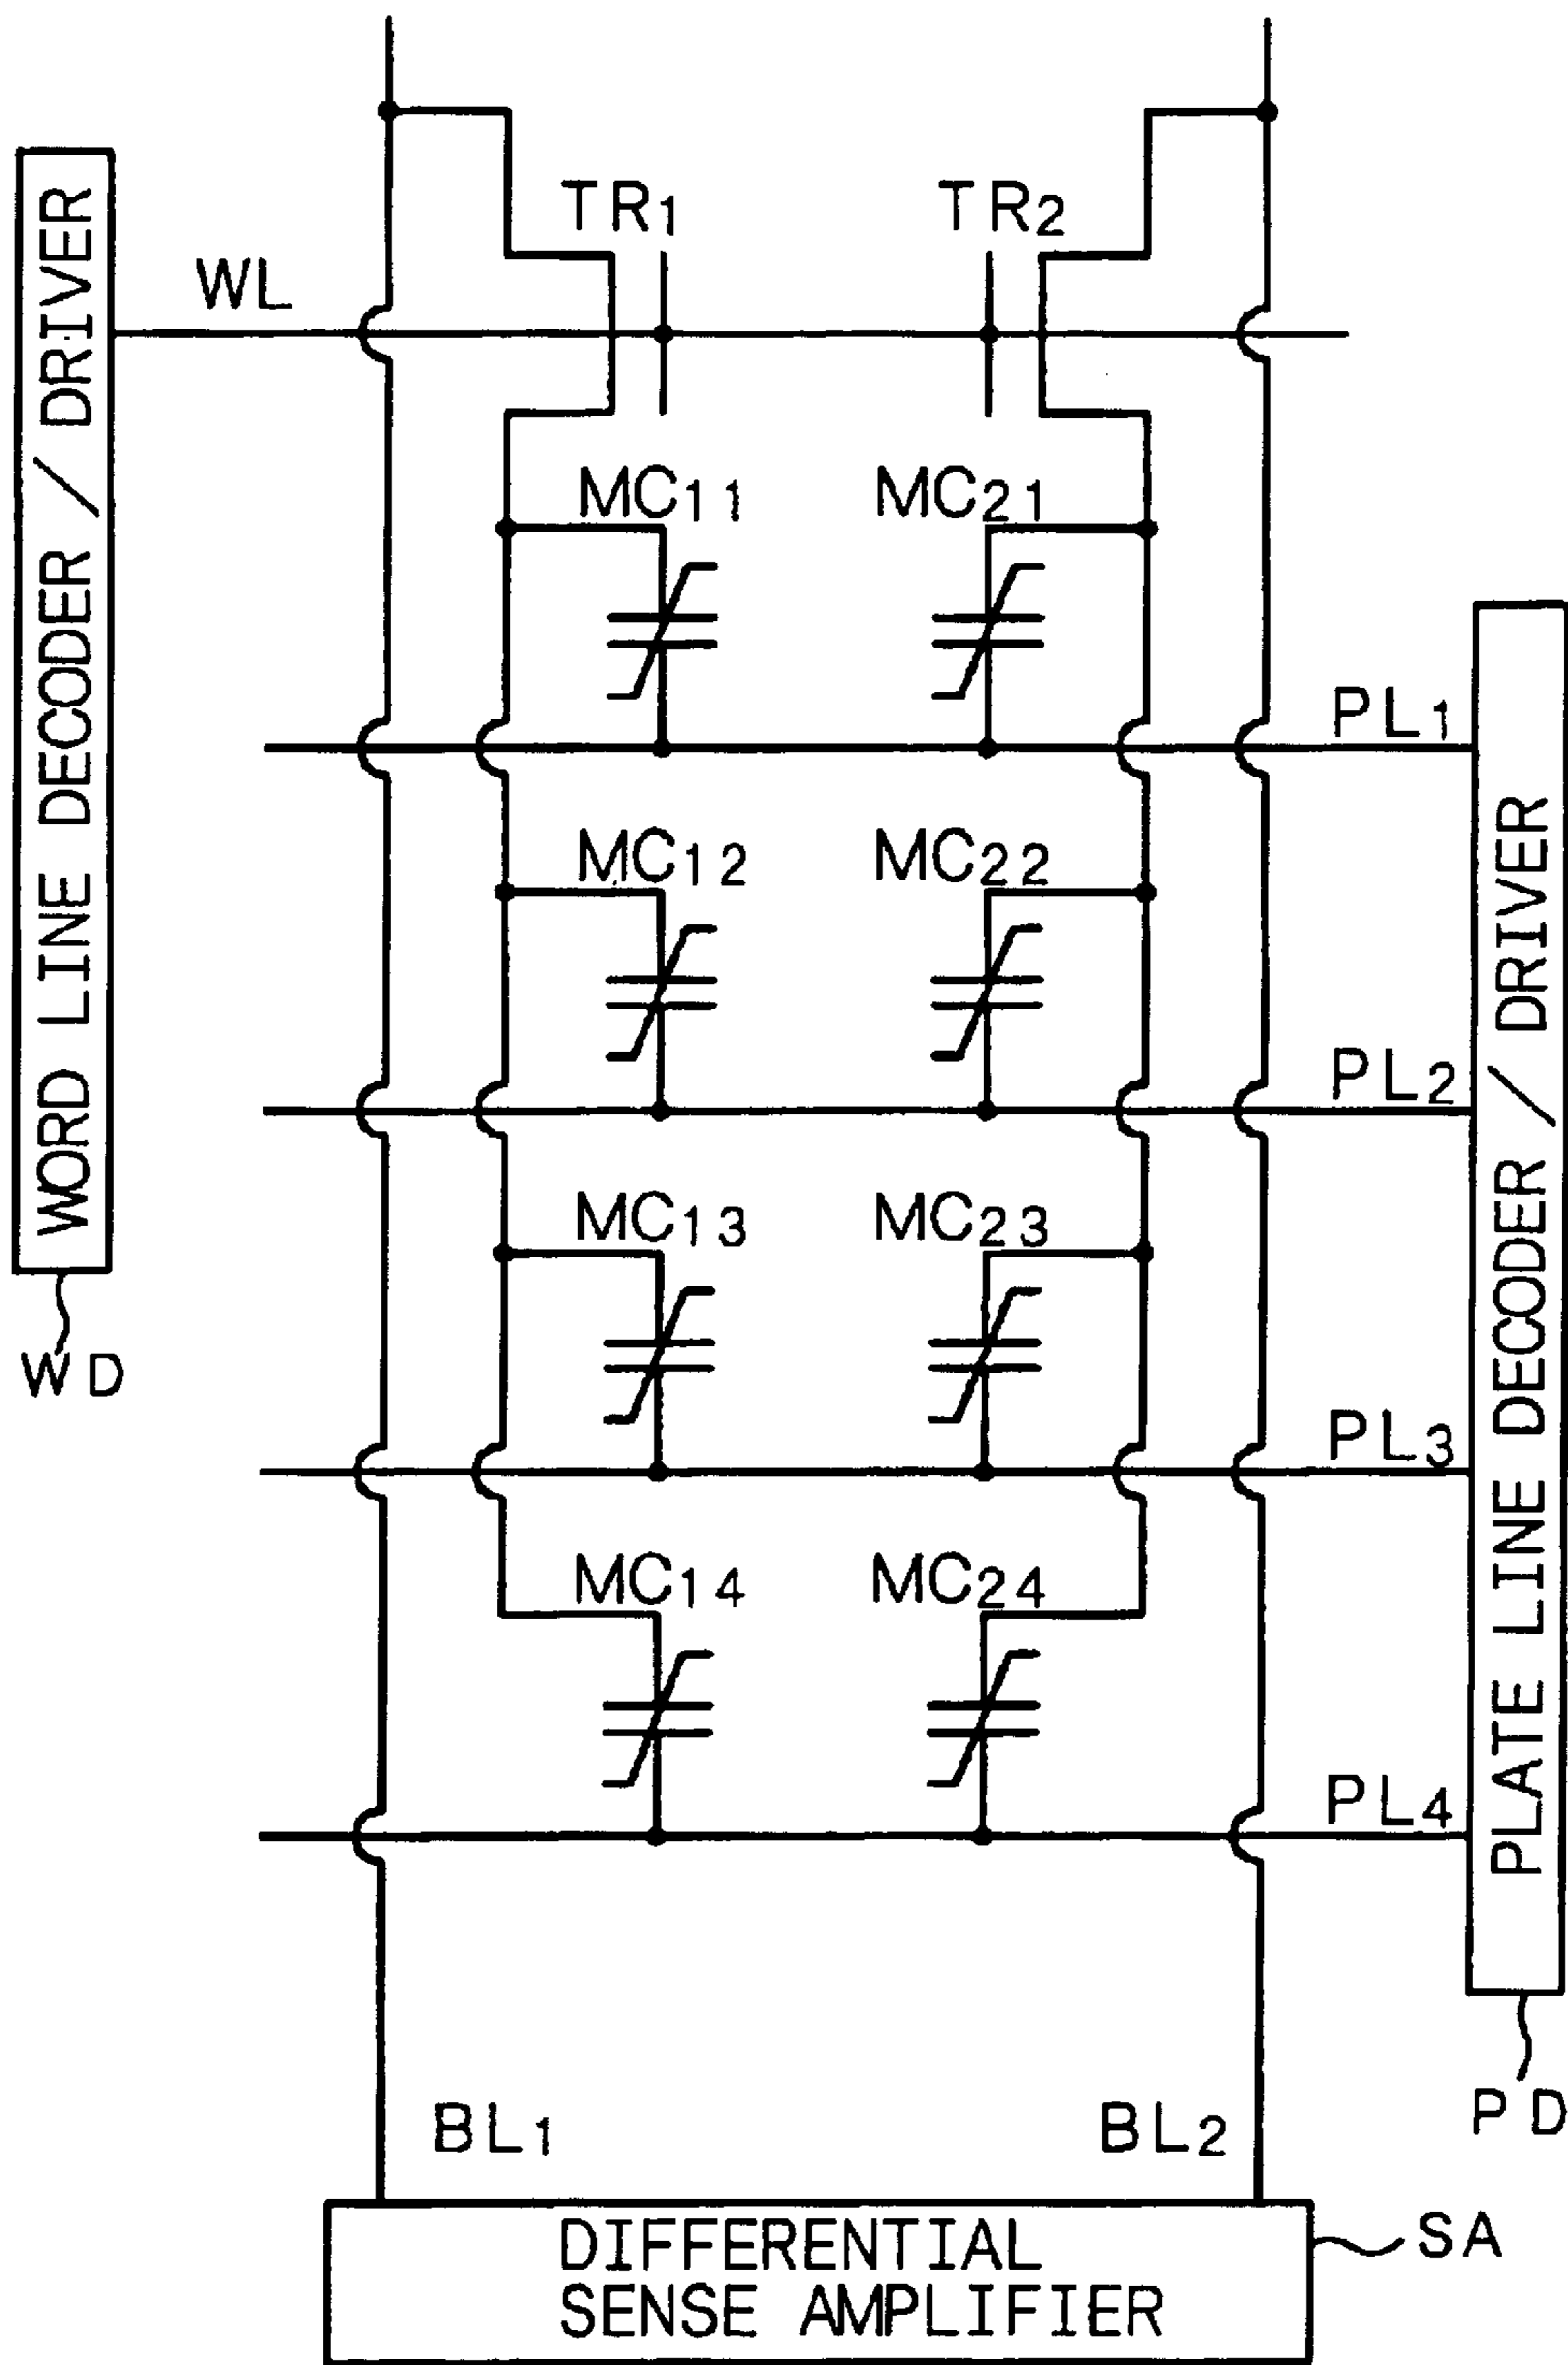 TR1
TR2
WORD LINE DECODER / DRIVER
WL
MC11
MC21
PL1
MC12
MC22
PL2
MC13
MC23
WD
PL3
MC14
MC24
PL4
PLATE LINE DECODER / DRIVER
PD
BL1
BL2
DIFFERENTIAL
SENSE AMPLIFIER
SA